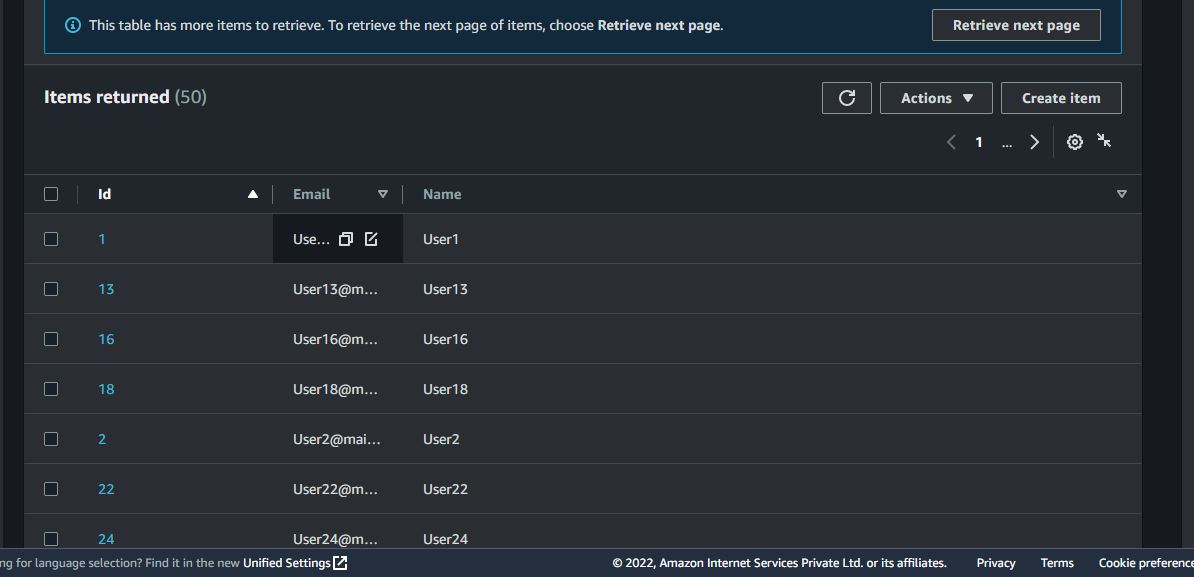 This table has more items to retrieve. To retrieve the next page of items, choose Retrieve next page.
Retrieve next page
Items returned (50)
Actions
Create item
1 ...
Id Email Name
1 Use... User1
13 User13@m... User13
16 User16@m... User16
18 User18@m... User18
2 User2@mai... User2
22 User22@m... User22
24 User24@m... User24
ng for language selection? Find it in the new Unified Settings © 2022, Amazon Internet Services Private Ltd. or its affiliates. Privacy Terms Cookie preference